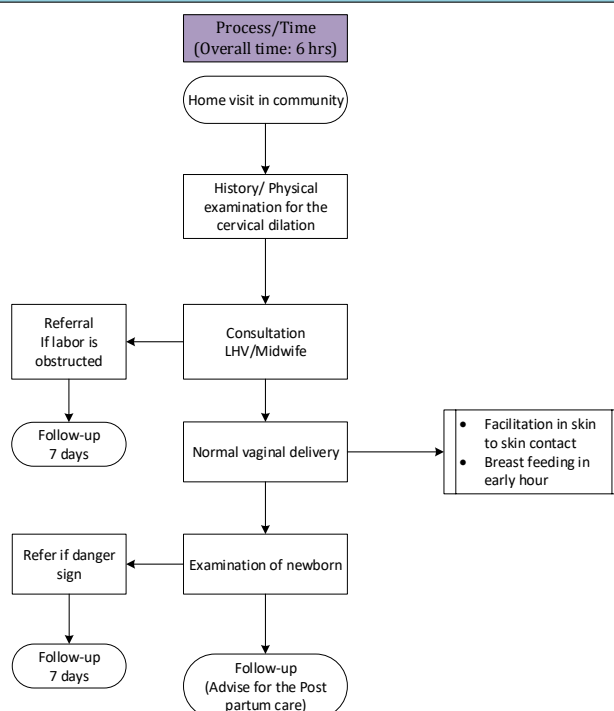 Process/Time
(Overall time: 6 hrs)
Home visit in community
History/ Physical
examination for the
cervical dilation
Referral
If labor is
obstructed
Consultation
LHV/Midwife
Follow-up
7 days
Normal vaginal delivery
• Facilitation in skin
to skin contact
• Breast feeding in
early hour
Refer if danger
sign
Examination of newborn
Follow-up
7 days
Follow-up
(Advise for the Post
partum care)